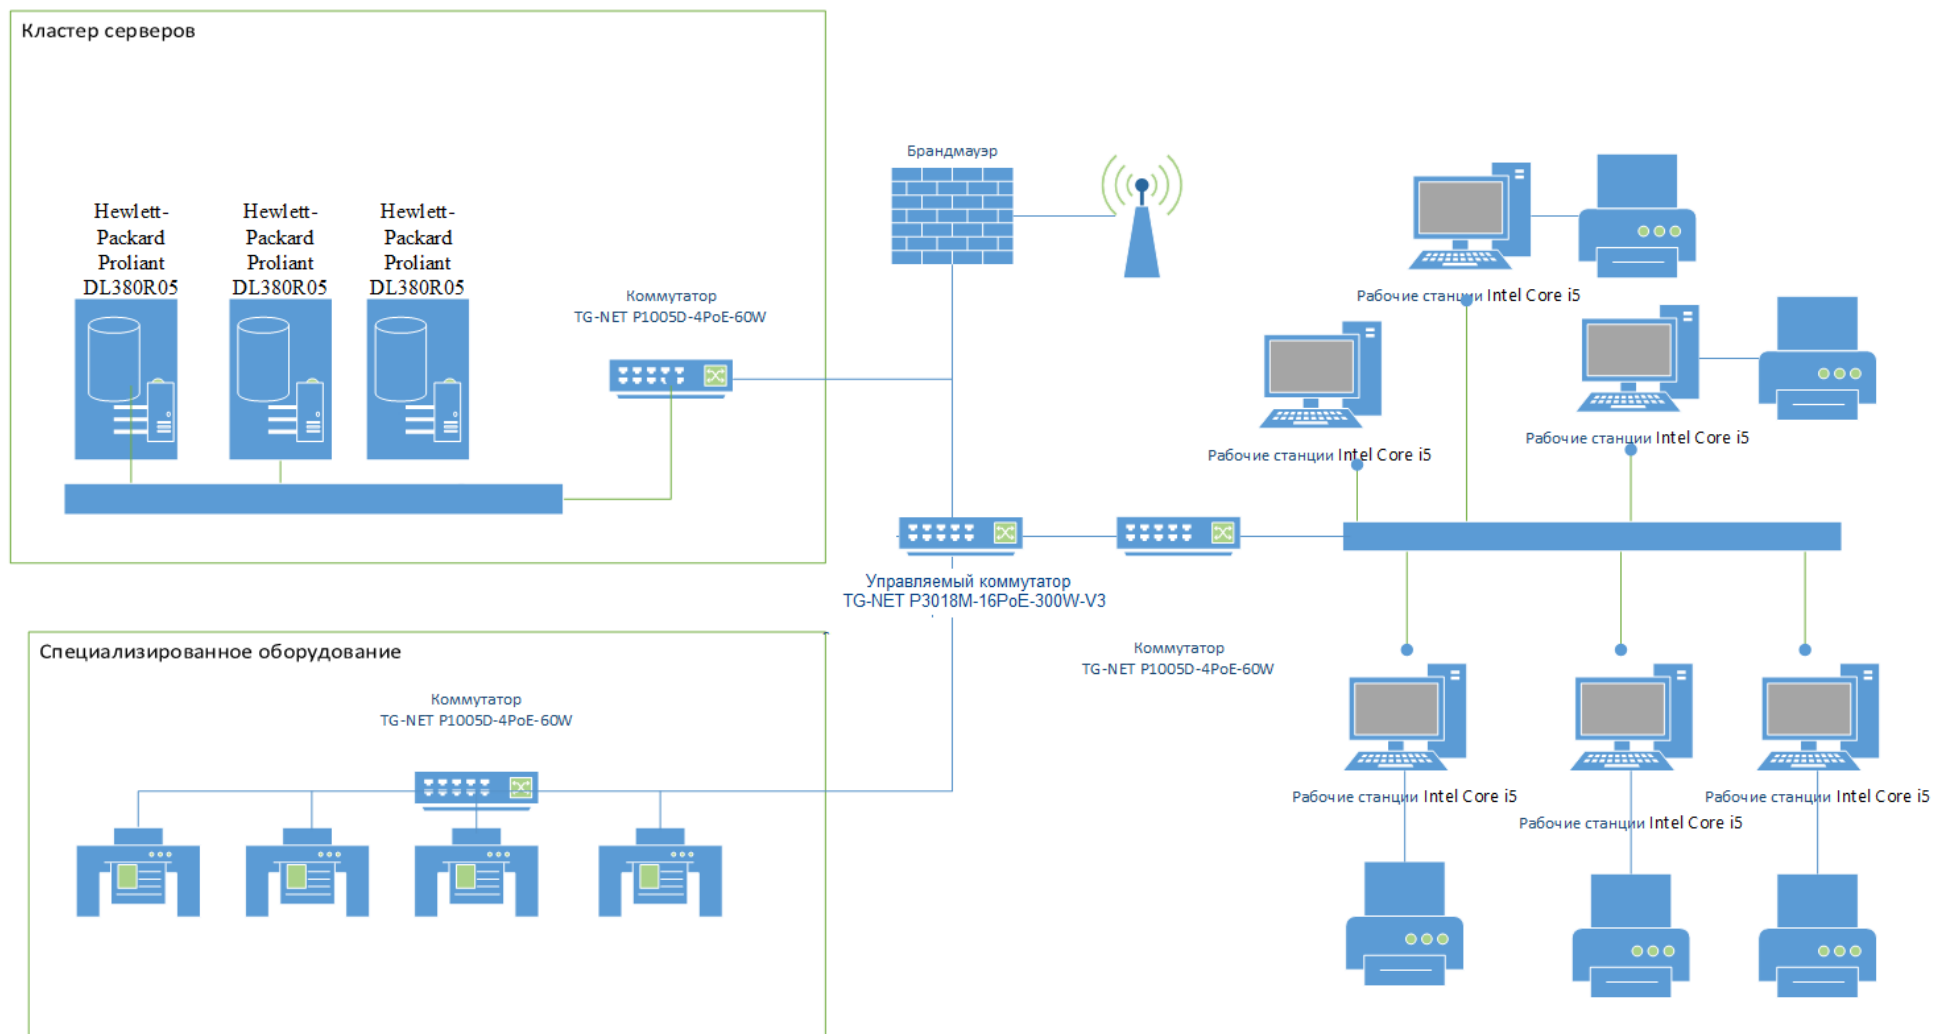 Кластер серверов
Hewlett-
Packard
Proliant
DL380R05
Hewlett-
Packard
Proliant
DL380R05
Hewlett-
Packard
Proliant
DL380R05
Коммутатор
TG-NET P1005D-4PoE-60W
Брандмауэр
Рабочие станции Intel Core i5
Рабочие станции Intel Core i5
Рабочие станции Intel Core i5
Управляемый коммутатор
TG-NET P3018M-16PoE-300W-V3
Коммутатор
TG-NET P1005D-4PoE-60W
Специализированное оборудование
Коммутатор
TG-NET P1005D-4PoE-60W
Рабочие станции Intel Core i5
Рабочие станции Intel Core i5
Рабочие станции Intel Core i5